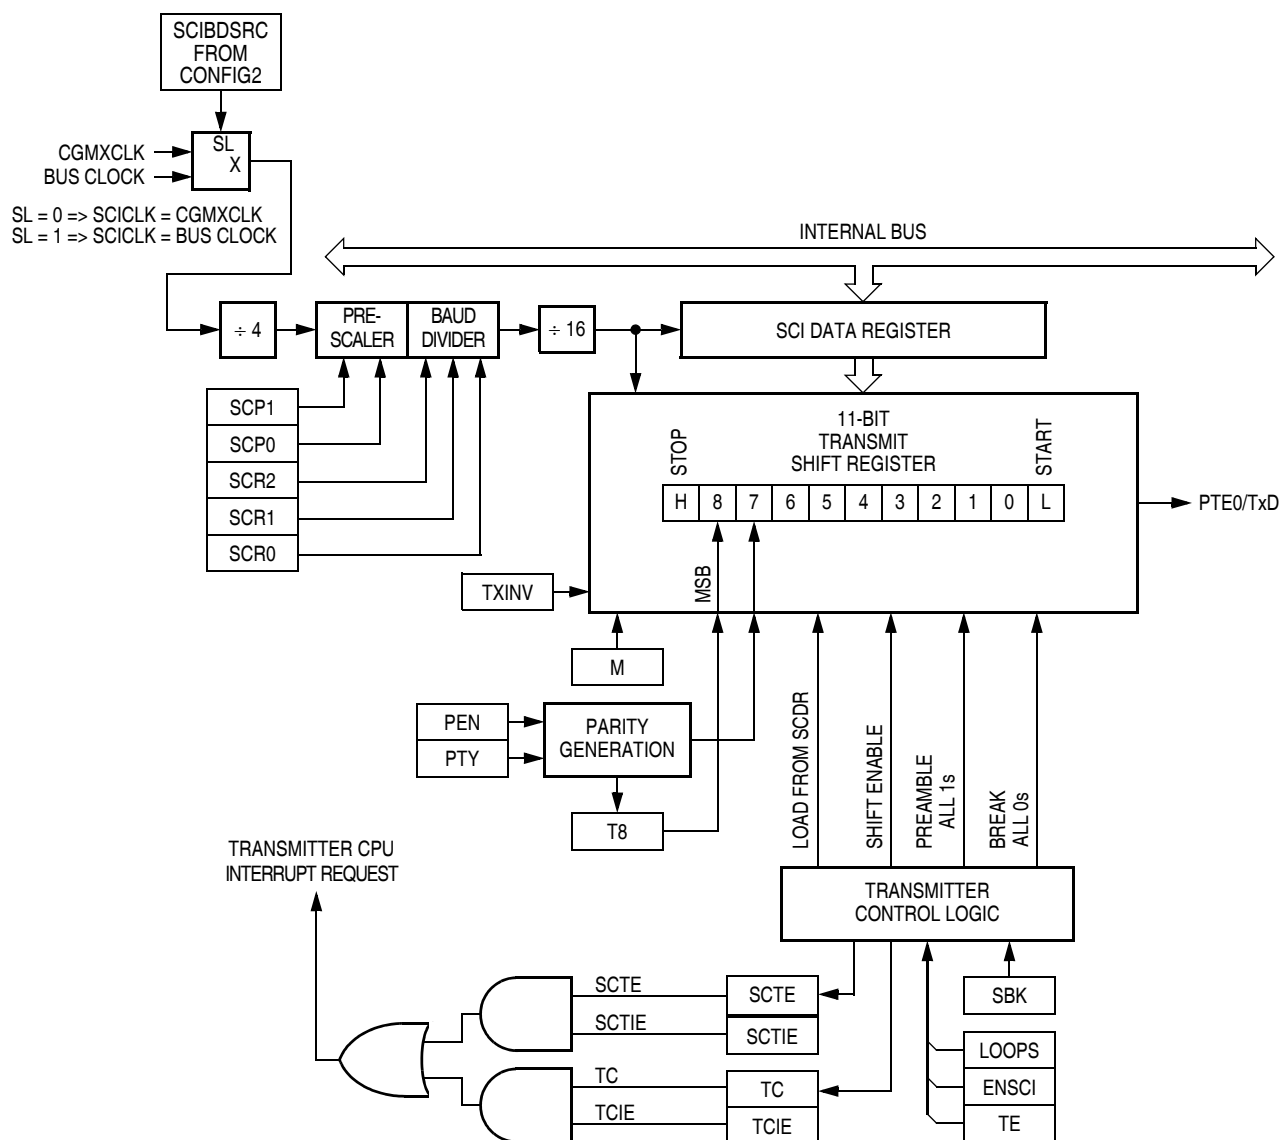 SCIBDSRC
FROM
CONFIG2
SL
X
CGMXCLK
BUS CLOCK
SL = 0 => SCICLK = CGMXCLK
SL = 1 => SCICLK = BUS CLOCK
INTERNAL BUS
÷ 4
PRE-
SCALER
BAUD
DIVIDER
÷ 16
SCI DATA REGISTER
SCP1
SCP0
SCR2
SCR1
SCR0
11-BIT
TRANSMIT
SHIFT REGISTER
STOP
START
H 8 7 6 5 4 3 2 1 0 L
PTE0/TxD
MSB
TXINV
M
PEN
PTY
PARITY
GENERATION
T8
LOAD FROM SCDR
SHIFT ENABLE
PREAMBLE
ALL 1s
BREAK
ALL 0s
TRANSMITTER CPU
INTERRUPT REQUEST
TRANSMITTER
CONTROL LOGIC
SCTE
SCTE
SCTIE
SCTIE
TC
TC
TCIE
TCIE
SBK
LOOPS
ENSCI
TE